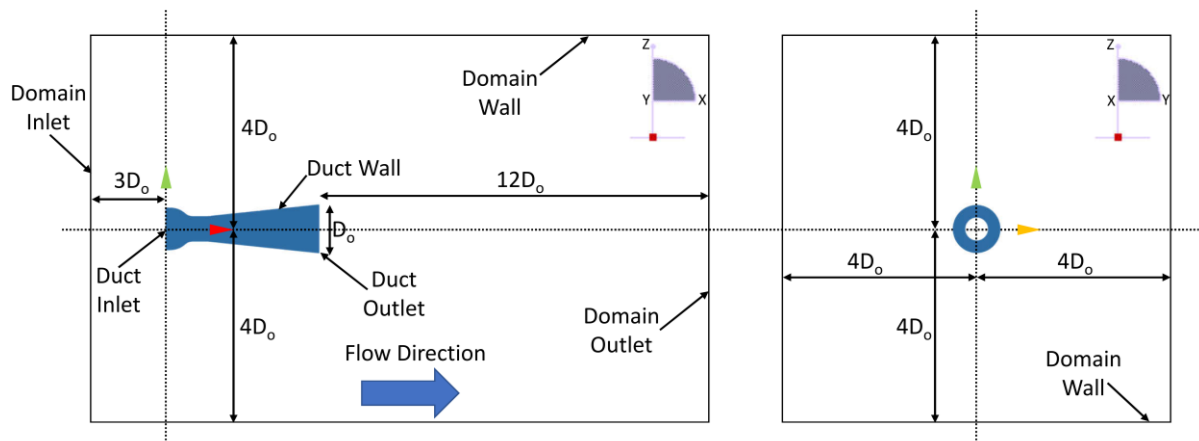 Domain
Inlet
3Dₒ
4Dₒ
Domain
Wall
Z
Y
X
Duct Wall
12Dₒ
Dₒ
Duct
Inlet
Duct
Outlet
4Dₒ
Flow Direction
Domain
Outlet
Z
X
Y
4Dₒ
4Dₒ
4Dₒ
4Dₒ
Domain
Wall